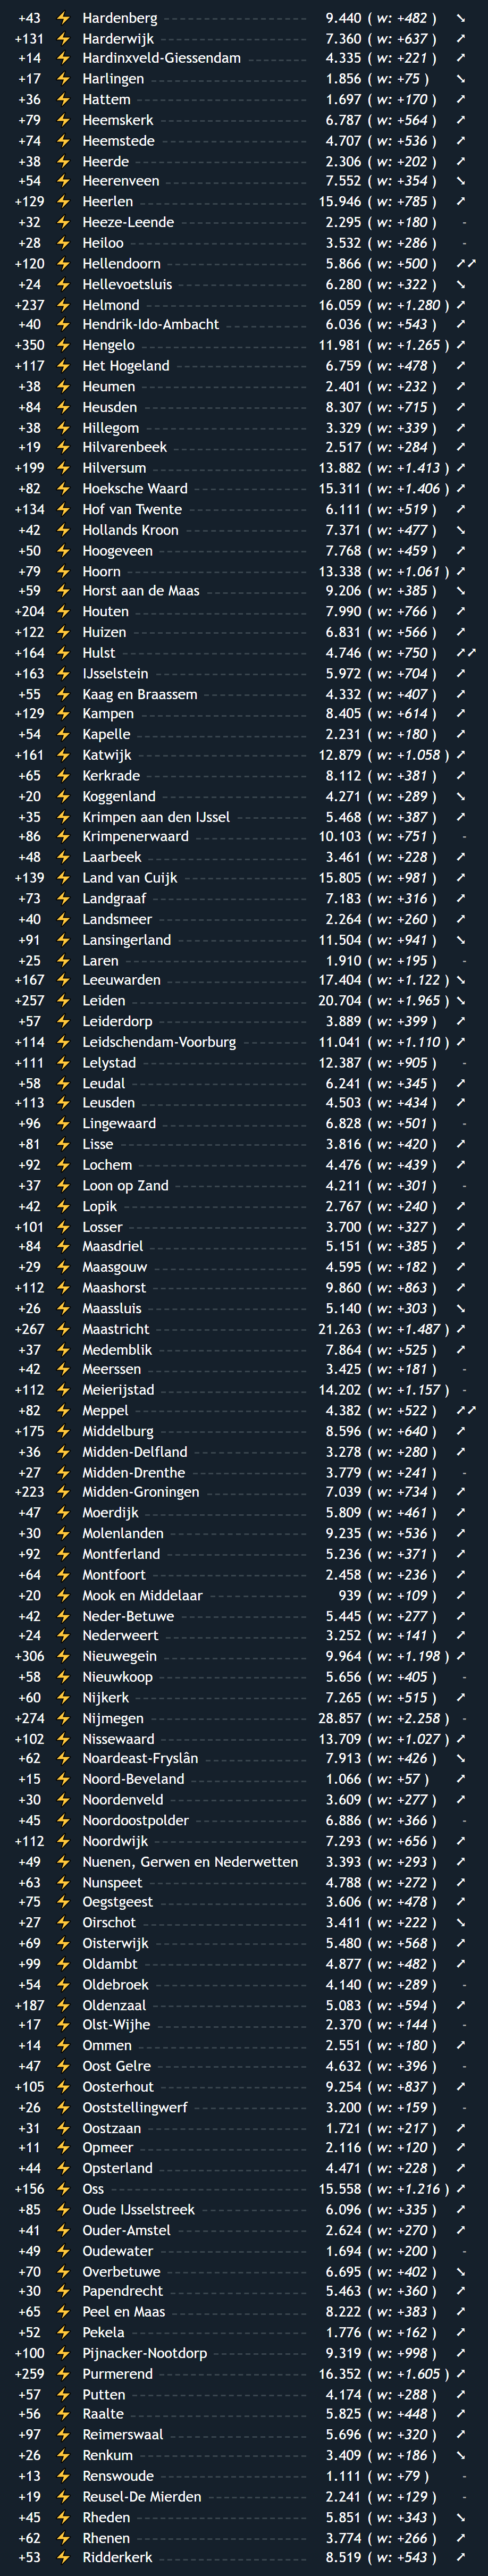 +43 ⚡ Hardenberg 9.440 ( w: +482 ) ⭨
+131 ⚡ Harderwijk 7.360 ( w: +637 ) ⭧
+14 ⚡ Hardinxveld-Giessendam 4.335 ( w: +221 ) ⭧
+17 ⚡ Harlingen 1.856 ( w: +75 ) ⭨
+36 ⚡ Hattem 1.697 ( w: +170 ) ⭧
+79 ⚡ Heemskerk 6.787 ( w: +564 ) ⭧
+74 ⚡ Heemstede 4.707 ( w: +536 ) ⭧
+38 ⚡ Heerde 2.306 ( w: +202 ) ⭧
+54 ⚡ Heerenveen 7.552 ( w: +354 ) ⭨
+129 ⚡ Heerlen 15.946 ( w: +785 ) ⭧
+32 ⚡ Heeze-Leende 2.295 ( w: +180 ) -
+28 ⚡ Heiloo 3.532 ( w: +286 ) -
+120 ⚡ Hellendoorn 5.866 ( w: +500 ) ⭧⭧
+24 ⚡ Hellevoetsluis 6.280 ( w: +322 ) ⭨
+237 ⚡ Helmond 16.059 ( w: +1.280 ) ⭧
+40 ⚡ Hendrik-Ido-Ambacht 6.036 ( w: +543 ) ⭧
+350 ⚡ Hengelo 11.981 ( w: +1.265 ) ⭧
+117 ⚡ Het Hogeland 6.759 ( w: +478 ) ⭧
+38 ⚡ Heumen 2.401 ( w: +232 ) ⭧
+84 ⚡ Heusden 8.307 ( w: +715 ) ⭧
+38 ⚡ Hillegom 3.329 ( w: +339 ) ⭧
+19 ⚡ Hilvarenbeek 2.517 ( w: +284 ) ⭧
+199 ⚡ Hilversum 13.882 ( w: +1.413 ) ⭧
+82 ⚡ Hoeksche Waard 15.311 ( w: +1.406 ) ⭧
+134 ⚡ Hof van Twente 6.111 ( w: +519 ) ⭧
+42 ⚡ Hollands Kroon 7.371 ( w: +477 ) ⭨
+50 ⚡ Hoogeveen 7.768 ( w: +459 ) ⭧
+79 ⚡ Hoorn 13.338 ( w: +1.061 ) ⭧
+59 ⚡ Horst aan de Maas 9.206 ( w: +385 ) ⭨
+204 ⚡ Houten 7.990 ( w: +766 ) ⭧
+122 ⚡ Huizen 6.831 ( w: +566 ) ⭧
+164 ⚡ Hulst 4.746 ( w: +750 ) ⭧⭧
+163 ⚡ IJsselstein 5.972 ( w: +704 ) ⭧
+55 ⚡ Kaag en Braassem 4.332 ( w: +407 ) ⭧
+129 ⚡ Kampen 8.405 ( w: +614 ) ⭧
+54 ⚡ Kapelle 2.231 ( w: +180 ) ⭧
+161 ⚡ Katwijk 12.879 ( w: +1.058 ) ⭧
+65 ⚡ Kerkrade 8.112 ( w: +381 ) ⭧
+20 ⚡ Koggenland 4.271 ( w: +289 ) ⭨
+35 ⚡ Krimpen aan den IJssel 5.468 ( w: +387 ) ⭧
+86 ⚡ Krimpenerwaard 10.103 ( w: +751 ) -
+48 ⚡ Laarbeek 3.461 ( w: +228 ) ⭧
+139 ⚡ Land van Cuijk 15.805 ( w: +981 ) ⭧
+73 ⚡ Landgraaf 7.183 ( w: +316 ) ⭧
+40 ⚡ Landsmeer 2.264 ( w: +260 ) ⭧
+91 ⚡ Lansingerland 11.504 ( w: +941 ) ⭨
+25 ⚡ Laren 1.910 ( w: +195 ) -
+167 ⚡ Leeuwarden 17.404 ( w: +1.122 ) ⭨
+257 ⚡ Leiden 20.704 ( w: +1.965 ) ⭨
+57 ⚡ Leiderdorp 3.889 ( w: +399 ) ⭧
+114 ⚡ Leidschendam-Voorburg 11.041 ( w: +1.110 ) ⭧
+111 ⚡ Lelystad 12.387 ( w: +905 ) -
+58 ⚡ Leudal 6.241 ( w: +345 ) ⭧
+113 ⚡ Leusden 4.503 ( w: +434 ) ⭧
+96 ⚡ Lingewaard 6.828 ( w: +501 ) -
+81 ⚡ Lisse 3.816 ( w: +420 ) ⭧
+92 ⚡ Lochem 4.476 ( w: +439 ) ⭧
+37 ⚡ Loon op Zand 4.211 ( w: +301 ) -
+42 ⚡ Lopik 2.767 ( w: +240 ) ⭧
+101 ⚡ Losser 3.700 ( w: +327 ) ⭧
+84 ⚡ Maasdriel 5.151 ( w: +385 ) ⭧
+29 ⚡ Maasgouw 4.595 ( w: +182 ) ⭧
+112 ⚡ Maashorst 9.860 ( w: +863 ) ⭧
+26 ⚡ Maassluis 5.140 ( w: +303 ) ⭨
+267 ⚡ Maastricht 21.263 ( w: +1.487 ) ⭧
+37 ⚡ Medemblik 7.864 ( w: +525 ) ⭧
+42 ⚡ Meerssen 3.425 ( w: +181 ) -
+112 ⚡ Meierijstad 14.202 ( w: +1.157 ) -
+82 ⚡ Meppel 4.382 ( w: +522 ) ⭧⭧
+175 ⚡ Middelburg 8.596 ( w: +640 ) ⭧
+36 ⚡ Midden-Delfland 3.278 ( w: +280 ) ⭧
+27 ⚡ Midden-Drenthe 3.779 ( w: +241 ) -
+223 ⚡ Midden-Groningen 7.039 ( w: +734 ) ⭧
+47 ⚡ Moerdijk 5.809 ( w: +461 ) ⭧
+30 ⚡ Molenlanden 9.235 ( w: +536 ) ⭧
+92 ⚡ Montferland 5.236 ( w: +371 ) ⭧
+64 ⚡ Montfoort 2.458 ( w: +236 ) ⭧
+20 ⚡ Mook en Middelaar 939 ( w: +109 ) ⭧
+42 ⚡ Neder-Betuwe 5.445 ( w: +277 ) ⭧
+24 ⚡ Nederweert 3.252 ( w: +141 ) ⭧
+306 ⚡ Nieuwegein 9.964 ( w: +1.198 ) ⭧
+58 ⚡ Nieuwkoop 5.656 ( w: +405 ) -
+60 ⚡ Nijkerk 7.265 ( w: +515 ) ⭧
+274 ⚡ Nijmegen 28.857 ( w: +2.258 ) -
+102 ⚡ Nissewaard 13.709 ( w: +1.027 ) ⭧
+62 ⚡ Noardeast-Fryslân 7.913 ( w: +426 ) ⭨
+15 ⚡ Noord-Beveland 1.066 ( w: +57 ) ⭧
+30 ⚡ Noordenveld 3.609 ( w: +277 ) ⭧
+45 ⚡ Noordoostpolder 6.886 ( w: +366 ) -
+112 ⚡ Noordwijk 7.293 ( w: +656 ) ⭧
+49 ⚡ Nuenen, Gerwen en Nederwetten 3.393 ( w: +293 ) ⭧
+63 ⚡ Nunspeet 4.788 ( w: +272 ) ⭧
+75 ⚡ Oegstgeest 3.606 ( w: +478 ) ⭧
+27 ⚡ Oirschot 3.411 ( w: +222 ) ⭨
+69 ⚡ Oisterwijk 5.480 ( w: +568 ) ⭧
+99 ⚡ Oldambt 4.877 ( w: +482 ) ⭧
+54 ⚡ Oldebroek 4.140 ( w: +289 ) -
+187 ⚡ Oldenzaal 5.083 ( w: +594 ) ⭧
+17 ⚡ Olst-Wijhe 2.370 ( w: +144 ) -
+14 ⚡ Ommen 2.551 ( w: +180 ) ⭧
+47 ⚡ Oost Gelre 4.632 ( w: +396 ) -
+105 ⚡ Oosterhout 9.254 ( w: +837 ) ⭧
+26 ⚡ Ooststellingwerf 3.200 ( w: +159 ) -
+31 ⚡ Oostzaan 1.721 ( w: +217 ) ⭧
+11 ⚡ Opmeer 2.116 ( w: +120 ) ⭧
+44 ⚡ Opsterland 4.471 ( w: +228 ) ⭧
+156 ⚡ Oss 15.558 ( w: +1.216 ) ⭧
+85 ⚡ Oude IJsselstreek 6.096 ( w: +335 ) ⭧
+41 ⚡ Ouder-Amstel 2.624 ( w: +270 ) ⭧
+49 ⚡ Oudewater 1.694 ( w: +200 ) -
+70 ⚡ Overbetuwe 6.695 ( w: +402 ) ⭨
+30 ⚡ Papendrecht 5.463 ( w: +360 ) ⭧
+65 ⚡ Peel en Maas 8.222 ( w: +383 ) ⭧
+52 ⚡ Pekela 1.776 ( w: +162 ) ⭧
+100 ⚡ Pijnacker-Nootdorp 9.319 ( w: +998 ) ⭧
+259 ⚡ Purmerend 16.352 ( w: +1.605 ) ⭧
+57 ⚡ Putten 4.174 ( w: +288 ) ⭧
+56 ⚡ Raalte 5.825 ( w: +448 ) ⭧
+97 ⚡ Reimerswaal 5.696 ( w: +320 ) ⭧
+26 ⚡ Renkum 3.409 ( w: +186 ) ⭨
+13 ⚡ Renswoude 1.111 ( w: +79 ) -
+19 ⚡ Reusel-De Mierden 2.241 ( w: +129 ) -
+45 ⚡ Rheden 5.851 ( w: +343 ) ⭨
+62 ⚡ Rhenen 3.774 ( w: +266 ) ⭧
+53 ⚡ Ridderkerk 8.519 ( w: +543 ) ⭧